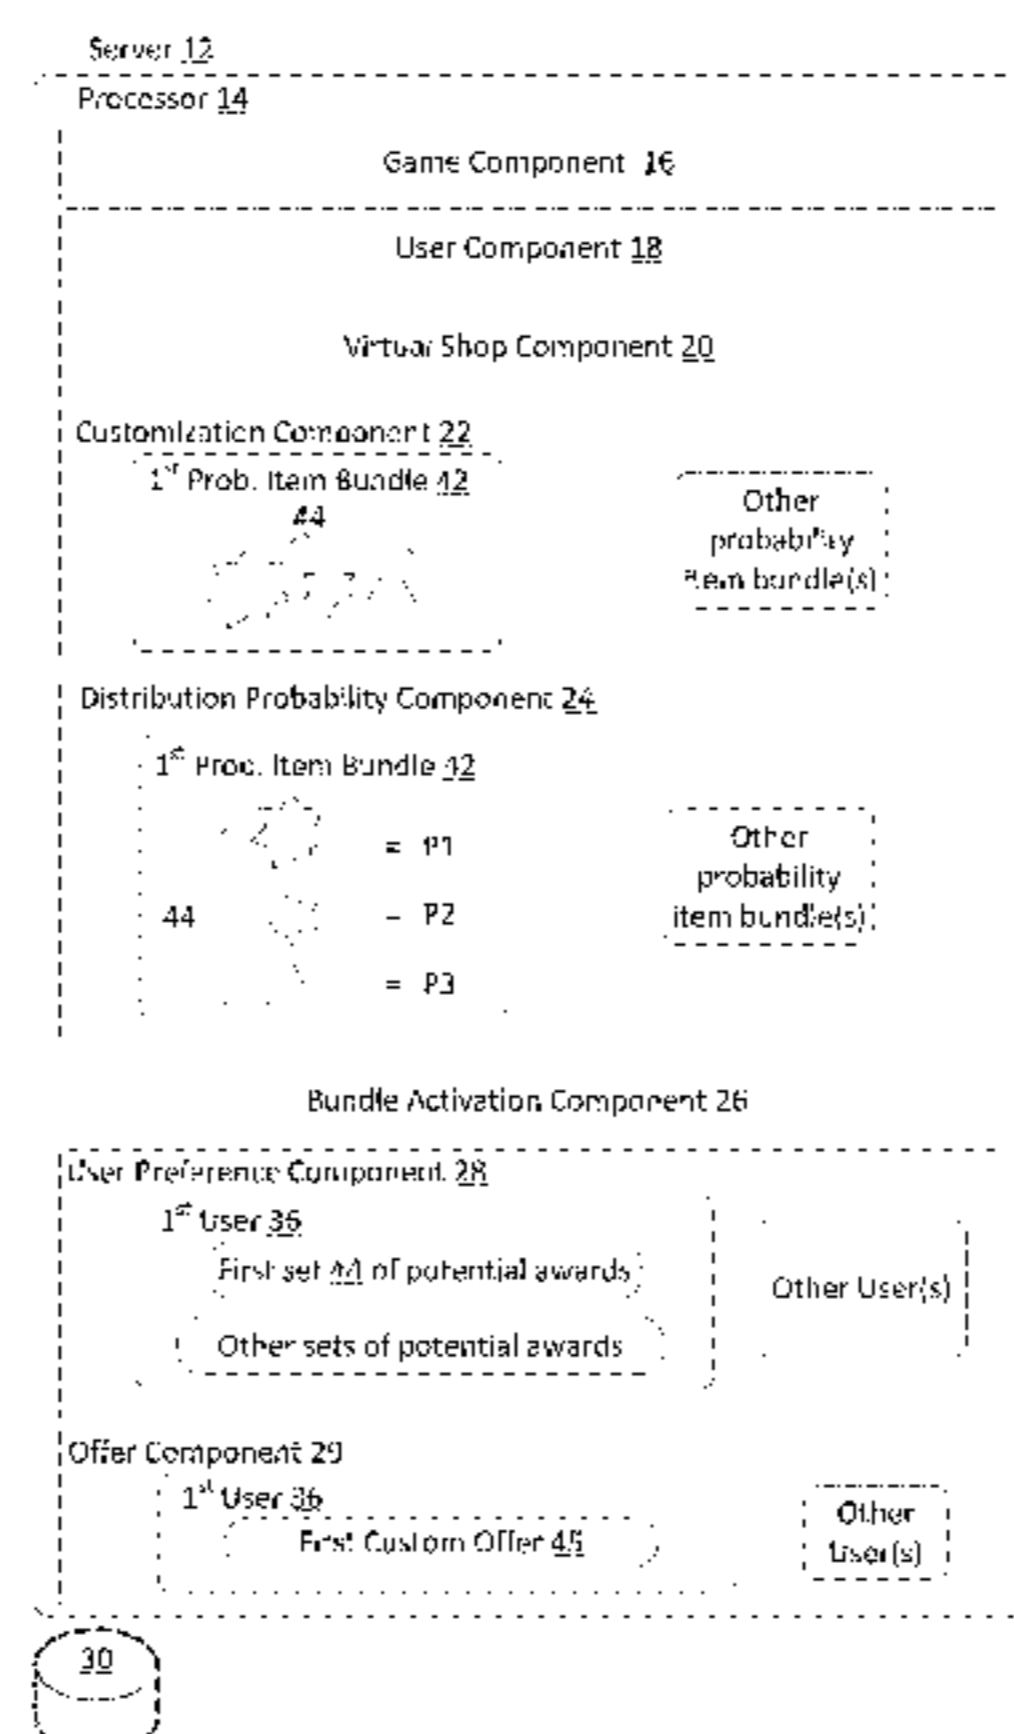 Server 12
Processor 14
Game Component 16
User Component 18
Virtual Shop Component 20
Customization Component 22
1st Prob. Item Bundle 42
44
Other
probability
item bundle(s)
Distribution Probability Component 24
1st Prob. Item Bundle 42
= P1
44
= P2
= P3
Other
probability
item bundle(s)
Bundle Activation Component 26
User Preference Component 28
1st User 36
First set 44 of potential awards
Other sets of potential awards
Other User(s)
Offer Component 29
1st User 36
First Custom Offer 45
Other
User(s)
30